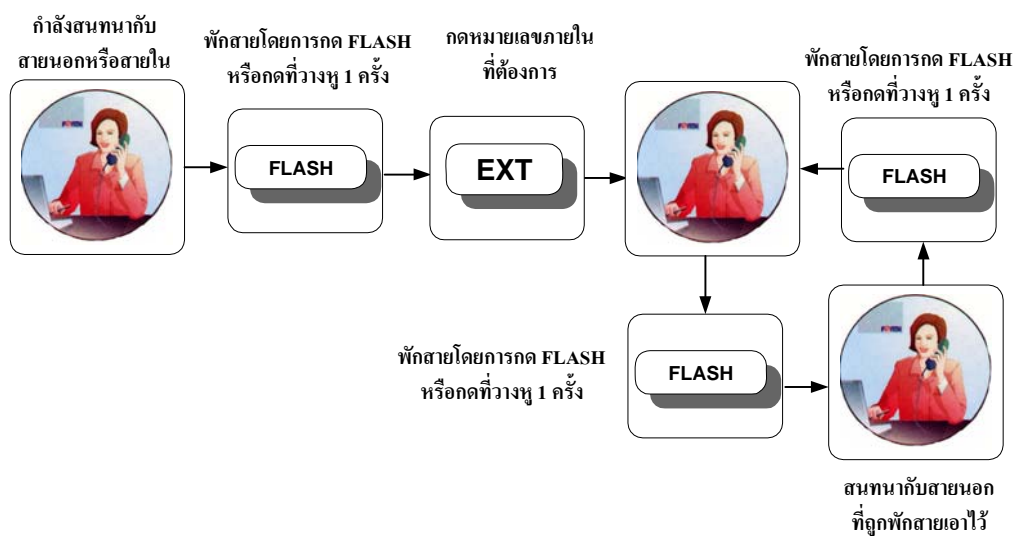 กำลังสนทนากับ
สายนอกหรือสายใน
พักสายโดยการกด FLASH
หรือกดที่วางหู 1 ครั้ง
กดหมายเลขภายใน
ที่ต้องการ
พักสายโดยการกด FLASH
หรือกดที่วางหู 1 ครั้ง
FLASH
EXT
FLASH
พักสายโดยการกด FLASH
หรือกดที่วางหู 1 ครั้ง
FLASH
สนทนากับสายนอก
ที่ถูกพักสายเอาไว้